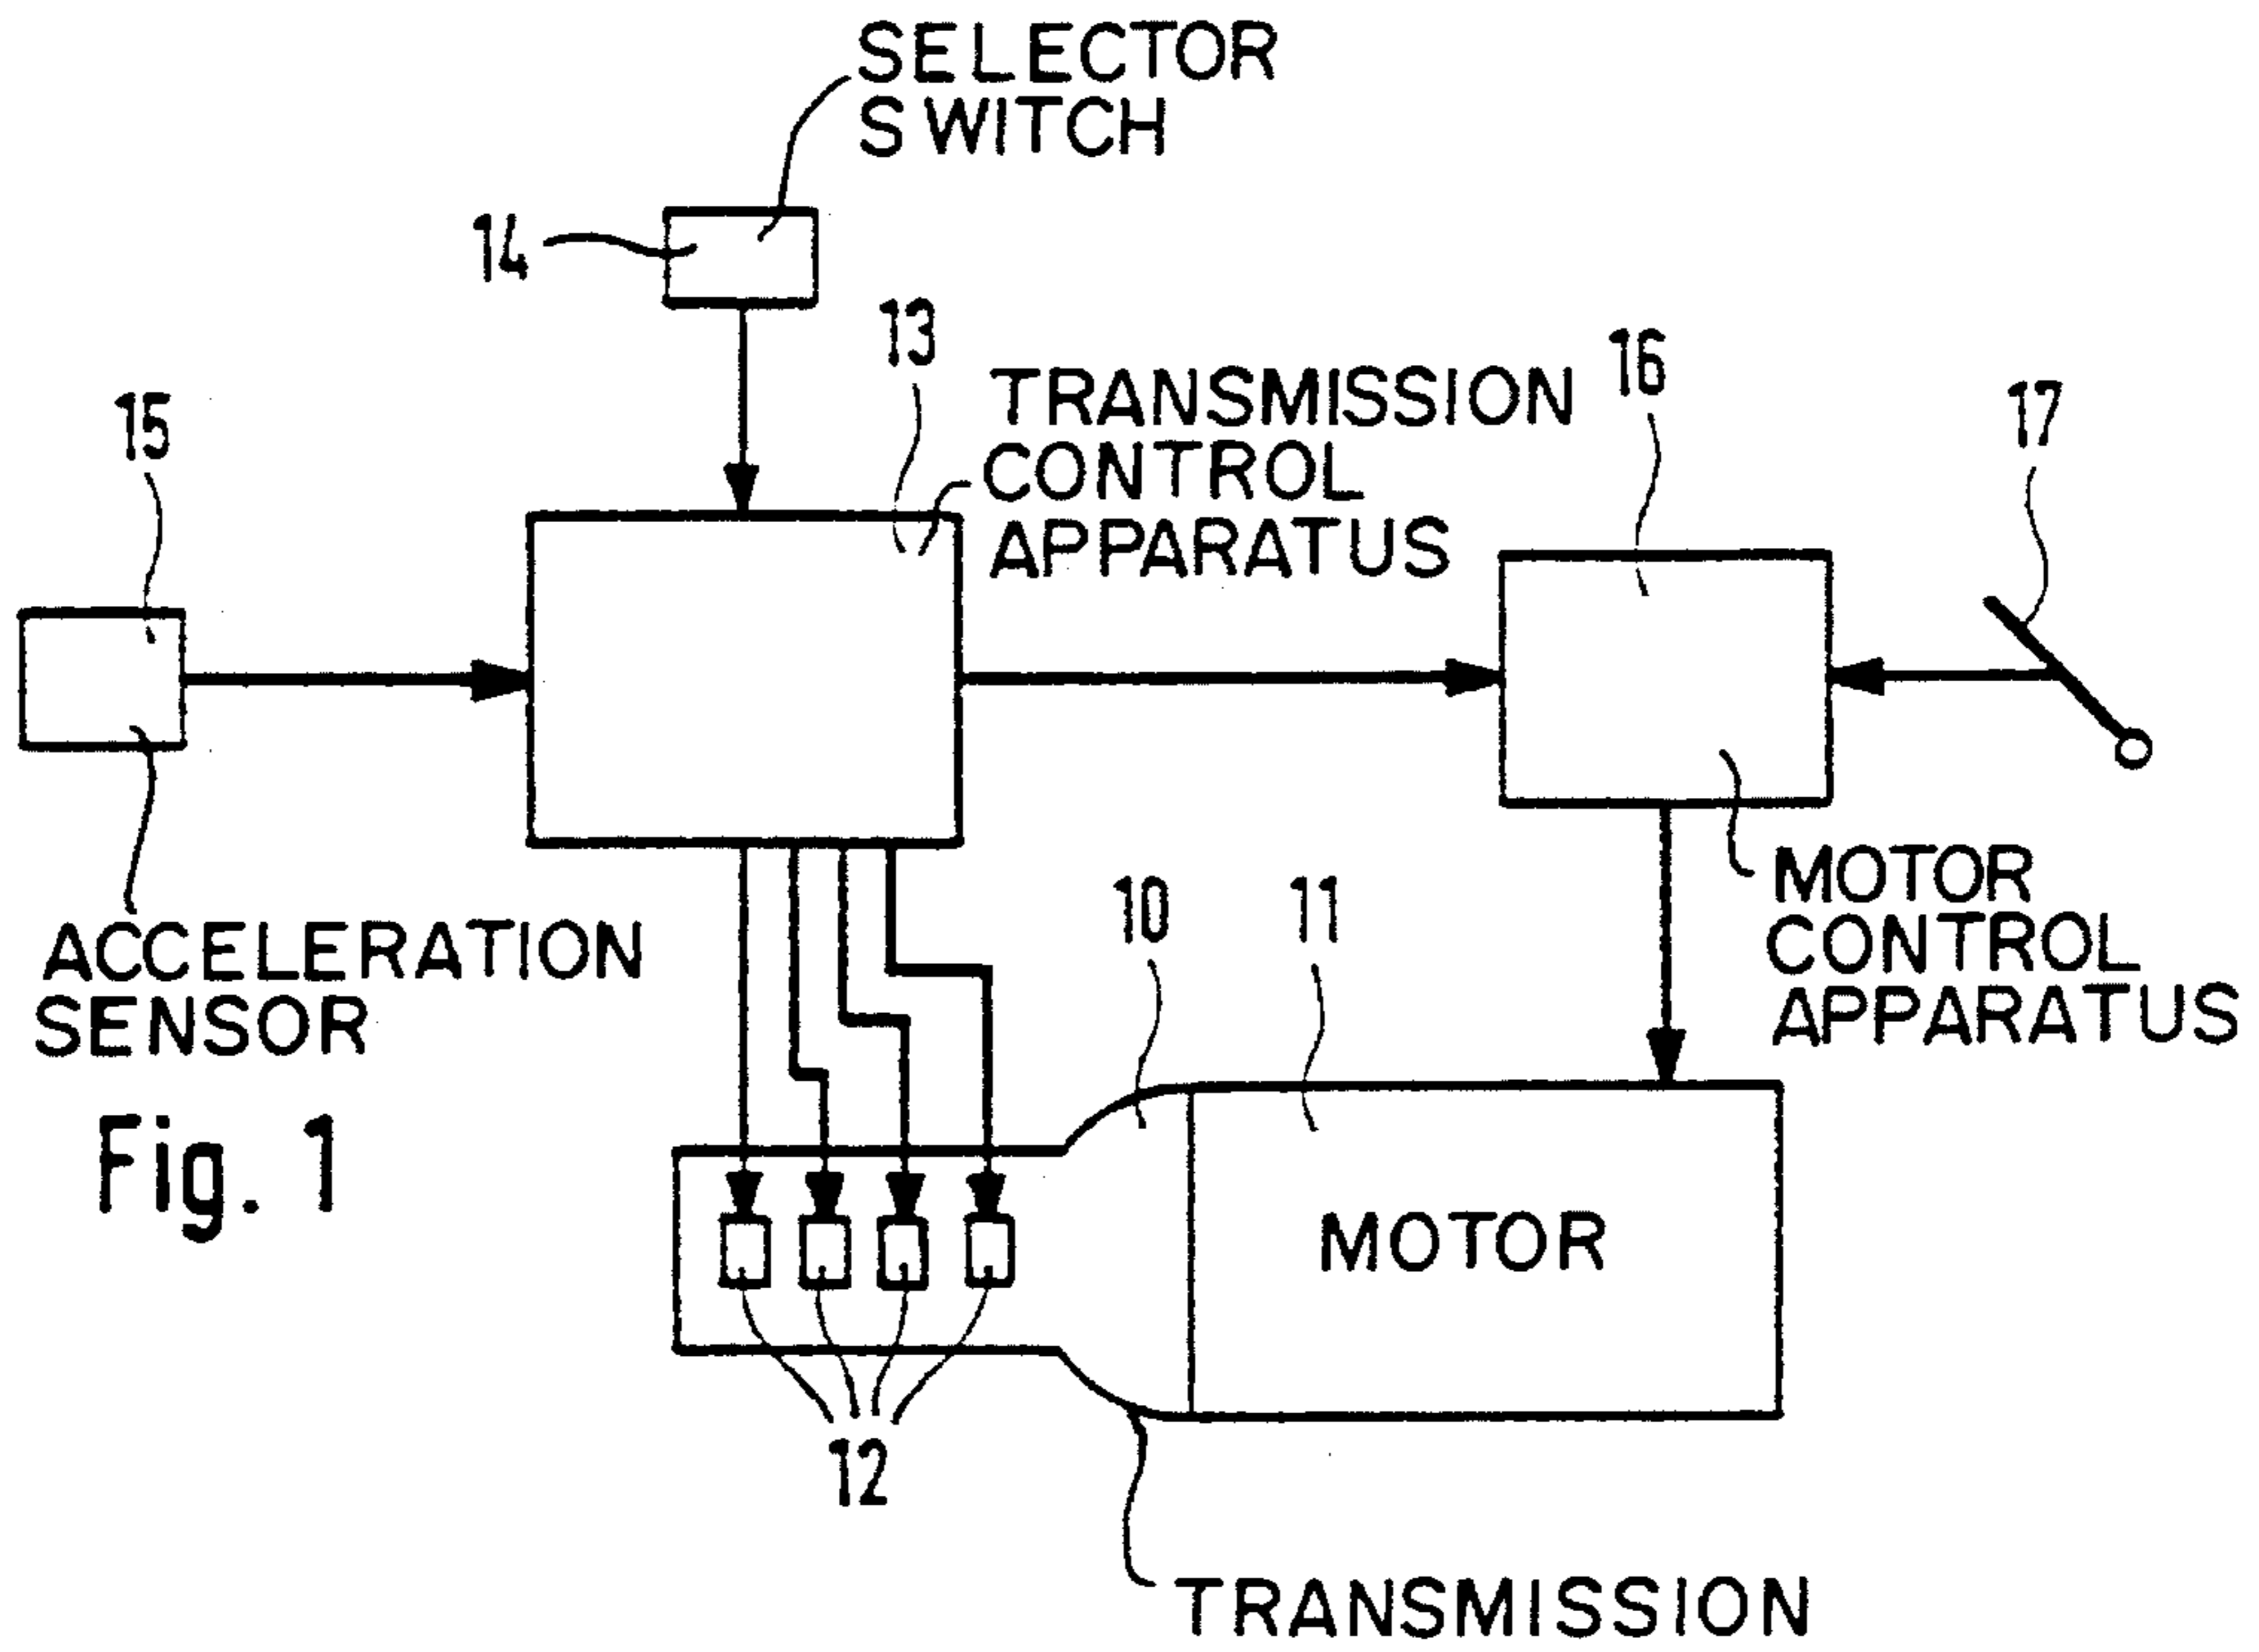 SELECTOR
SWITCH
14
13
TRANSMISSION
CONTROL
APPARATUS
16
17
15
10
11
MOTOR
CONTROL
APPARATUS
ACCELERATION
SENSOR
Fig. 1
MOTOR
12
TRANSMISSION